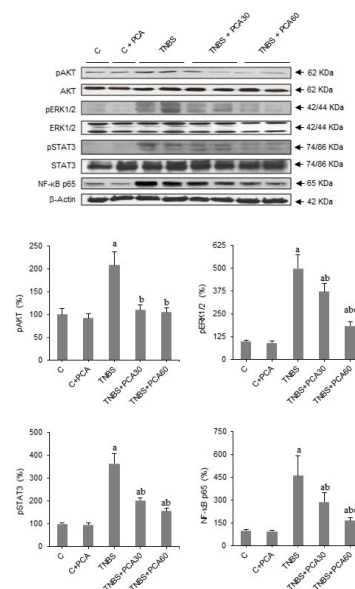 C
C + PCA
TNBS
TNBS + PCA30
TNBS + PCA60
pAKT 62 KDa
AKT 62 KDa
pERK1/2 42/44 KDa
ERK1/2 42/44 KDa
pSTAT3 74/86 KDa
STAT3 74/86 KDa
NF-κB p65 65 KDa
β-Actin 42 KDa
pAKT (%)
250
200
150
100
50
0
a
b
b
C
C+PCA
TNBS
TNBS+PCA30
TNBS+PCA60
pERK1/2 (%)
625
500
375
250
125
0
a
ab
abc
C
C+PCA
TNBS
TNBS+PCA30
TNBS+PCA60
pSTAT3 (%)
500
400
300
200
100
0
a
ab
ab
C
C+PCA
TNBS
TNBS+PCA30
TNBS+PCA60
NF-κB p65 (%)
750
600
450
300
150
0
a
ab
abc
C
C+PCA
TNBS
TNBS+PCA30
TNBS+PCA60